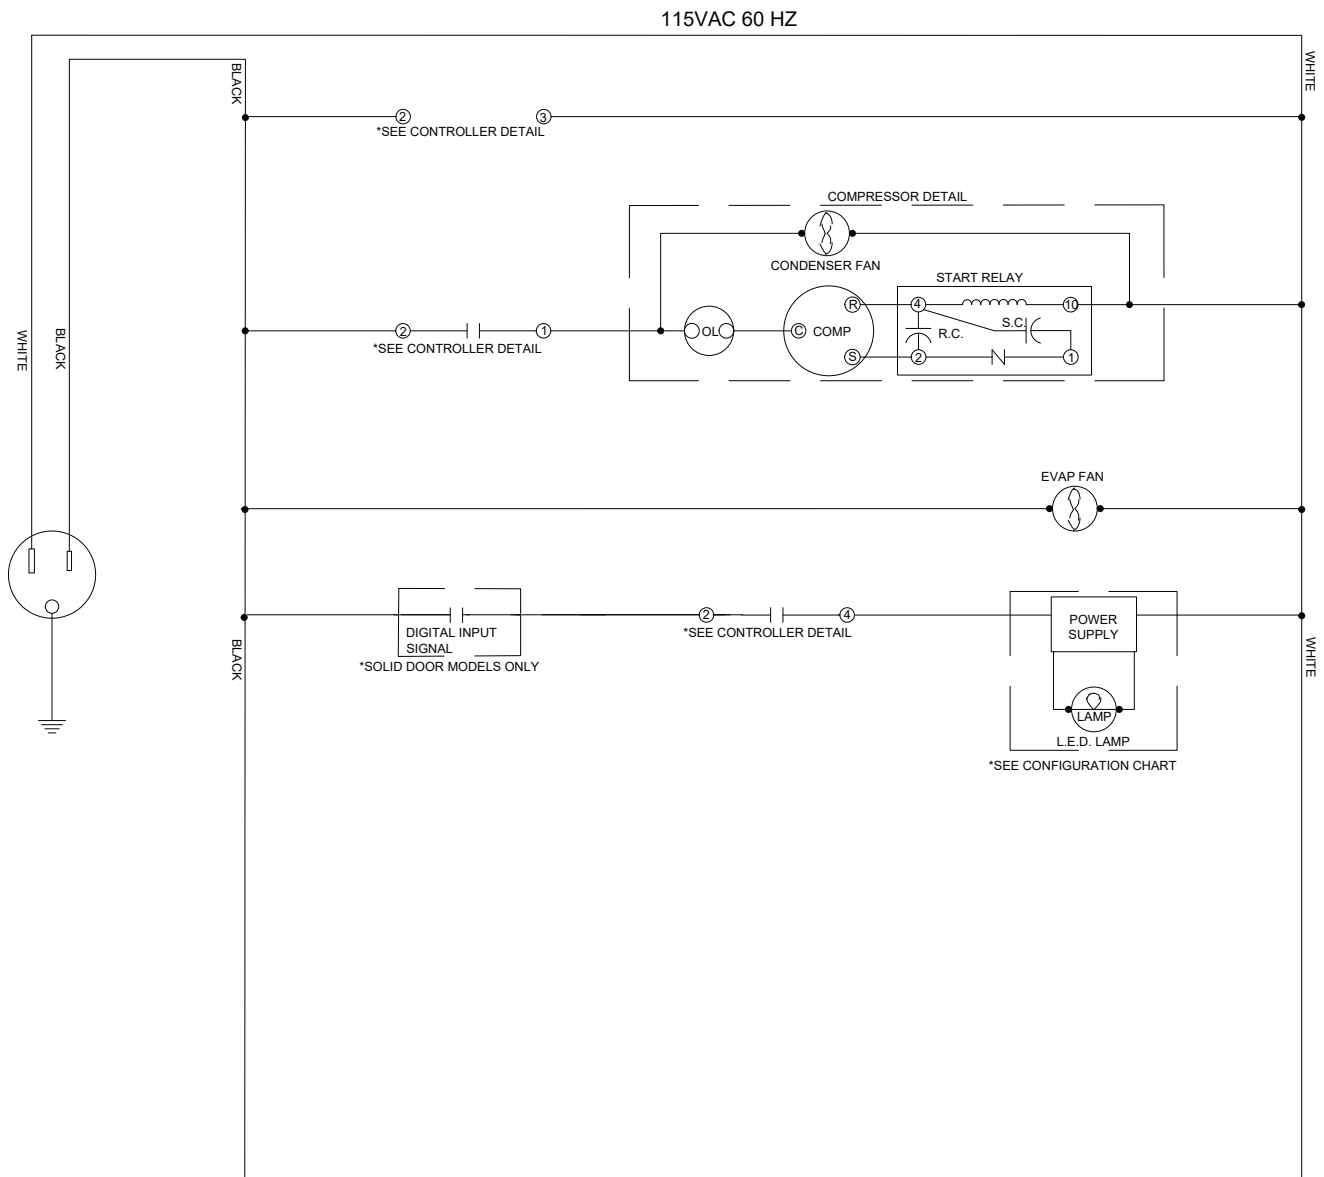 115VAC 60 HZ
BLACK
WHITE
2
3
*SEE CONTROLLER DETAIL
COMPRESSOR DETAIL
CONDENSER FAN
START RELAY
WHITE
BLACK
2
1
*SEE CONTROLLER DETAIL
OL
C
COMP
R
S
4
10
R.C.
S.C.
2
1
EVAP FAN
DIGITAL INPUT
SIGNAL
*SOLID DOOR MODELS ONLY
2
4
*SEE CONTROLLER DETAIL
POWER
SUPPLY
LAMP
L.E.D. LAMP
*SEE CONFIGURATION CHART
BLACK
WHITE